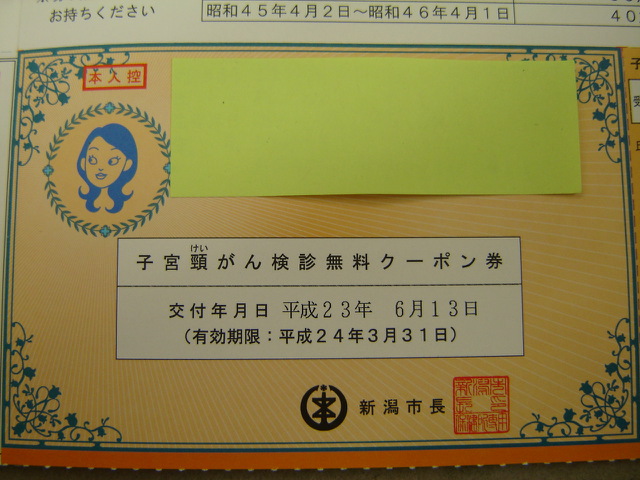 お持ちください
昭和45年4月2日～昭和46年4月1日
40
本人控
子宮頸がん検診無料クーポン券
けい
交付年月日 平成23年 6月13日
(有効期限：平成24年3月31日)
新潟市長